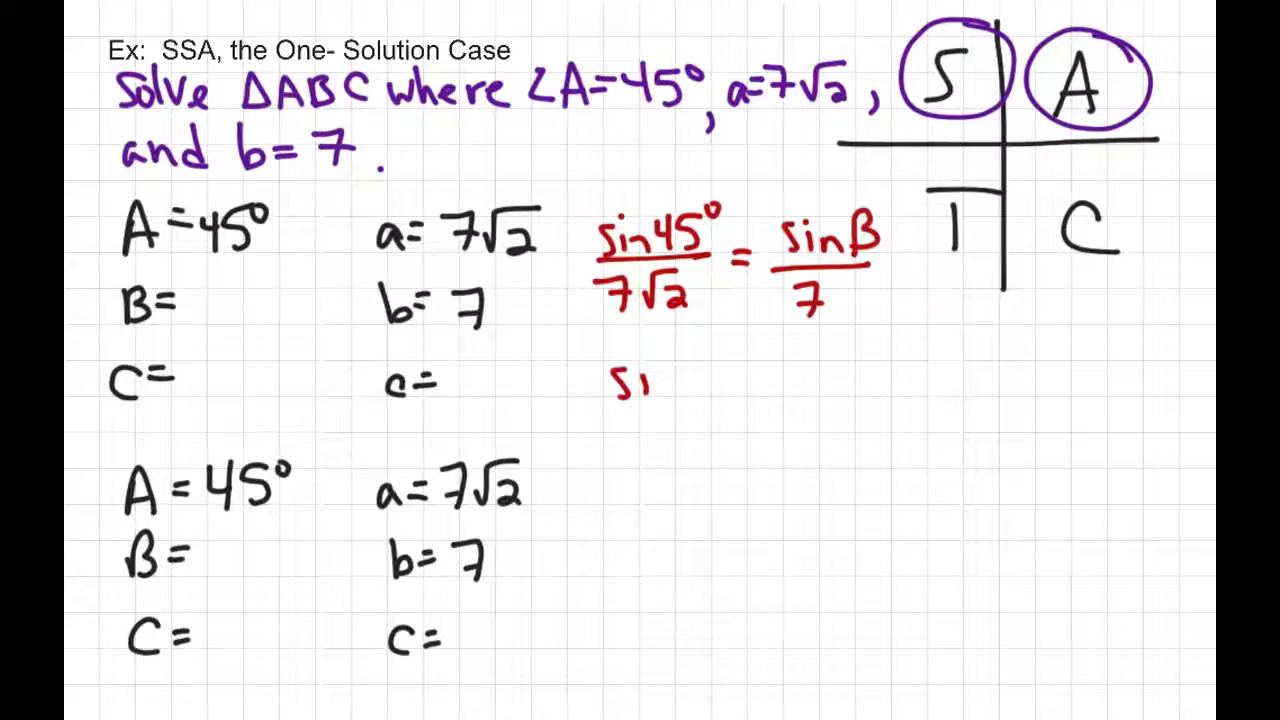 Ex: SSA, the One- Solution Case
Solve ΔABC where ∠A=45°, a=7√2,
and b=7.
S A
T C
A=45° a=7√2 sin45°/7√2 = sinB/7
B= b=7
C= c= si
A=45° a=7√2
B= b=7
C= c=